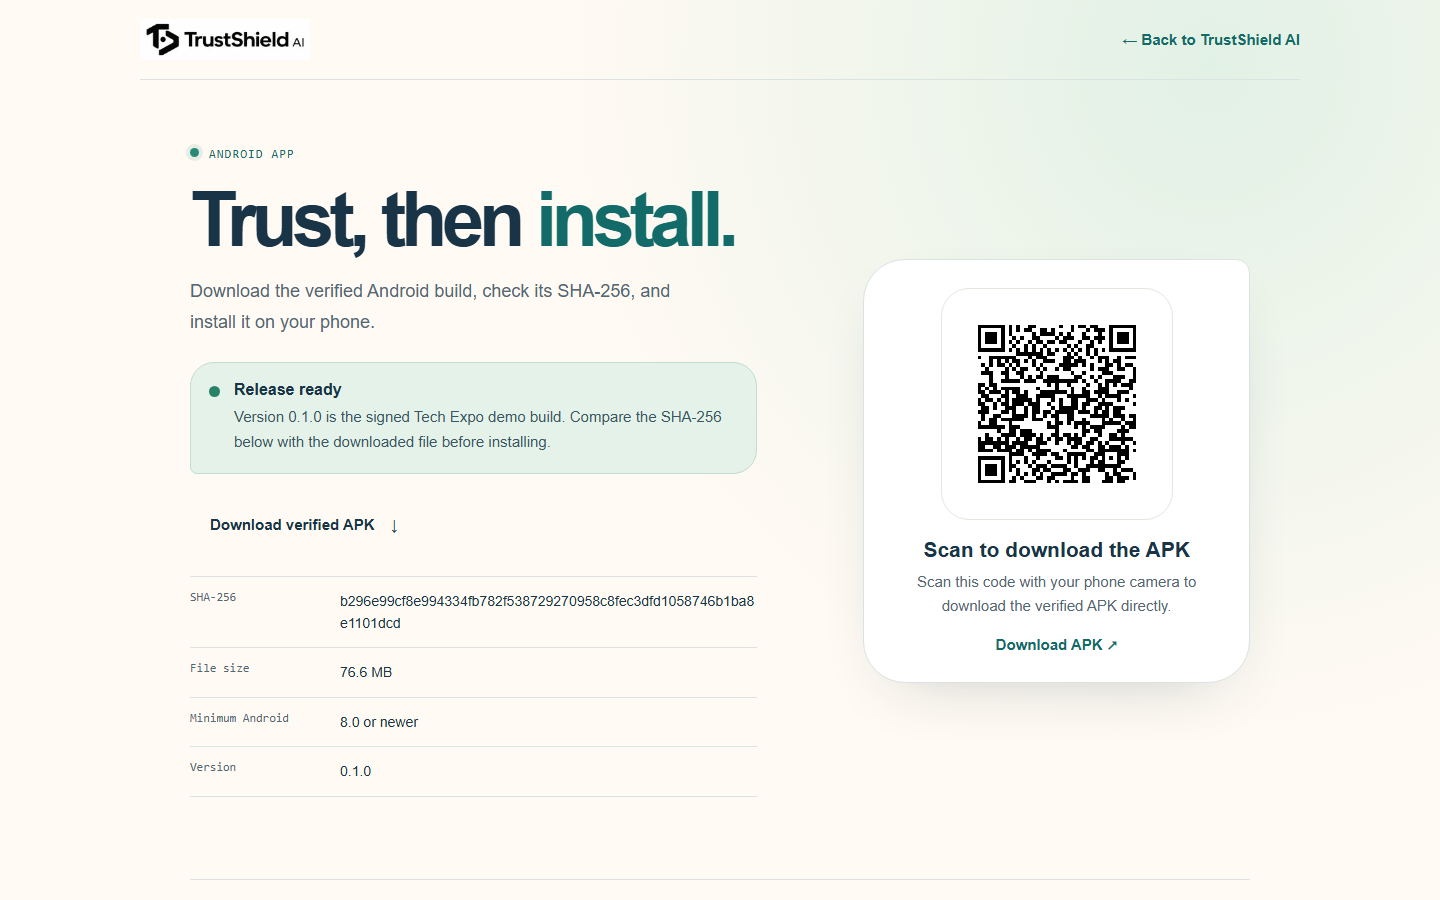 TrustShield AI
← Back to TrustShield AI
ANDROID APP
Trust, then install.
Download the verified Android build, check its SHA-256, and
install it on your phone.
Release ready
Version 0.1.0 is the signed Tech Expo demo build. Compare the SHA-256
below with the downloaded file before installing.
Download verified APK ↓
SHA-256
b296e99cf8e994334fb782f538729270958c8fec3dfd1058746b1ba8
e1101dcd
File size
76.6 MB
Minimum Android
8.0 or newer
Version
0.1.0
Scan to download the APK
Scan this code with your phone camera to
download the verified APK directly.
Download APK ↗